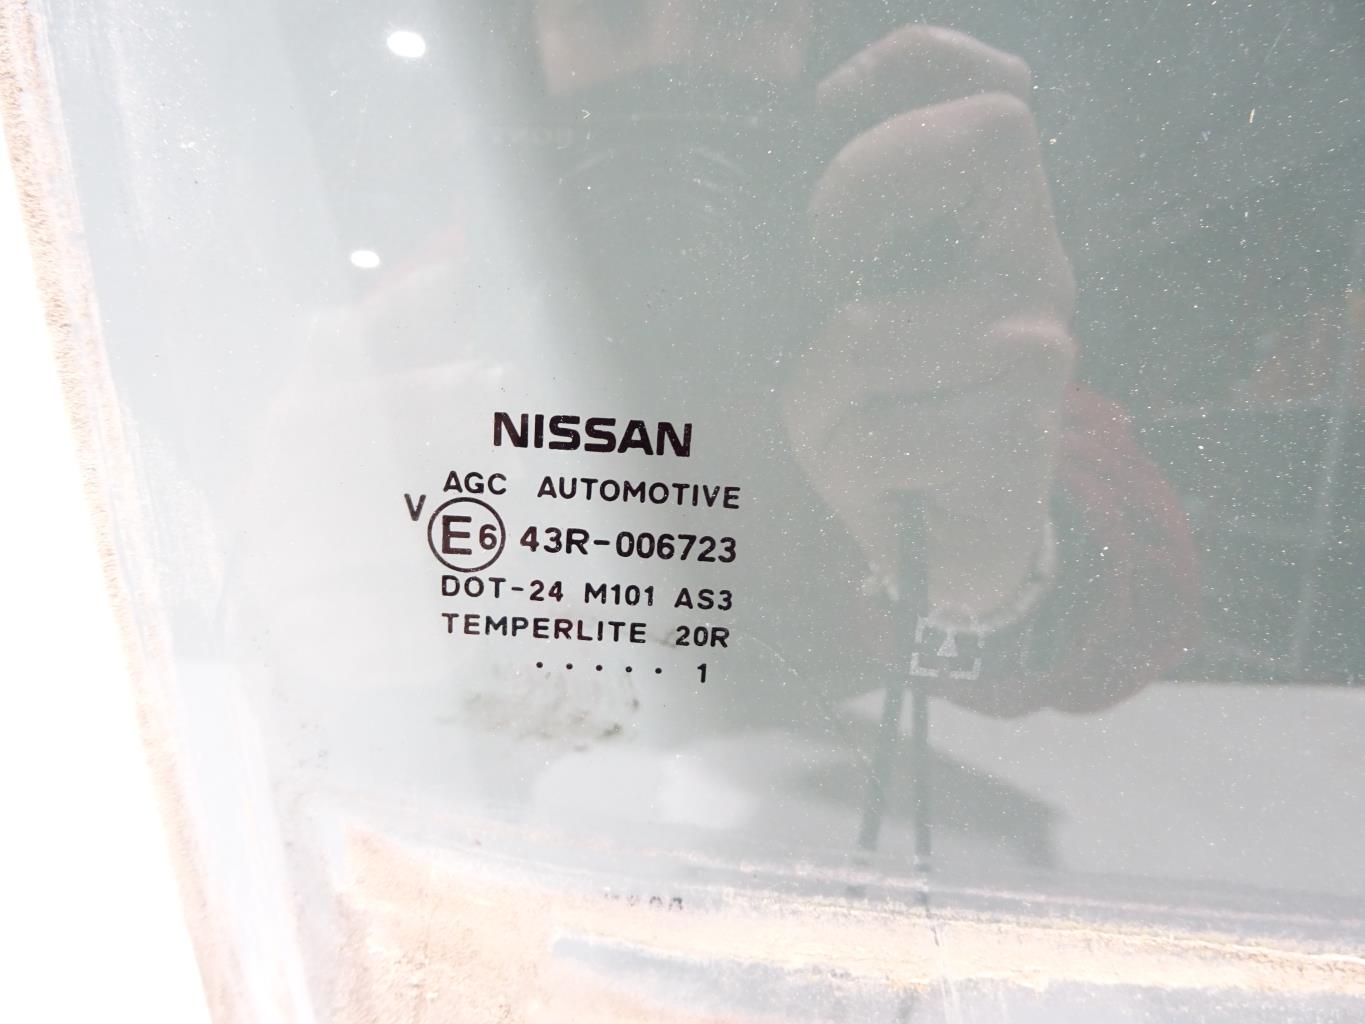 NISSAN
AGC AUTOMOTIVE
V E6 43R-006723
DOT-24 M101 AS3
TEMPERLITE 20R
. . . . . 1